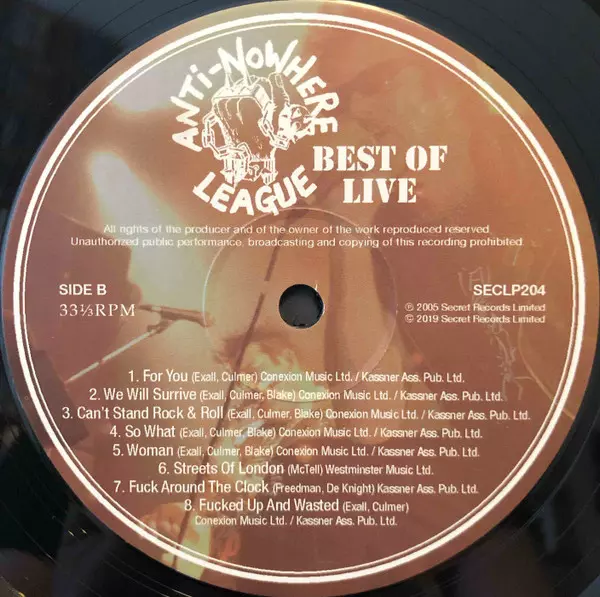 ANTI-NOWHERE
LEAGUE
BEST OF
LIVE
All rights of the producer and of the owner of the work reproduced reserved.
Unauthorized public performance, broadcasting and copying of this recording prohibited.
SIDE B
33⅓RPM
SECLP204
℗ 2005 Secret Records Limited
© 2019 Secret Records Limited
1. For You (Exall, Culmer) Conexion Music Ltd. / Kassner Ass. Pub. Ltd.
2. We Will Surrive (Exall, Culmer, Blake) Conexion Music Ltd. / Kassner Ass. Pub. Ltd.
3. Can't Stand Rock & Roll (Exall, Culmer, Blake) Conexion Music Ltd. / Kassner Ass. Pub. Ltd.
4. So What (Exall, Culmer, Blake) Conexion Music Ltd. / Kassner Ass. Pub. Ltd.
5. Woman (Exall, Culmer, Blake) Conexion Music Ltd. / Kassner Ass. Pub. Ltd.
6. Streets Of London (McTell) Westminster Music Ltd.
7. Fuck Around The Clock (Freedman, De Knight) Kassner Ass. Pub. Ltd.
8. Fucked Up And Wasted (Exall, Culmer)
Conexion Music Ltd. / Kassner Ass. Pub. Ltd.